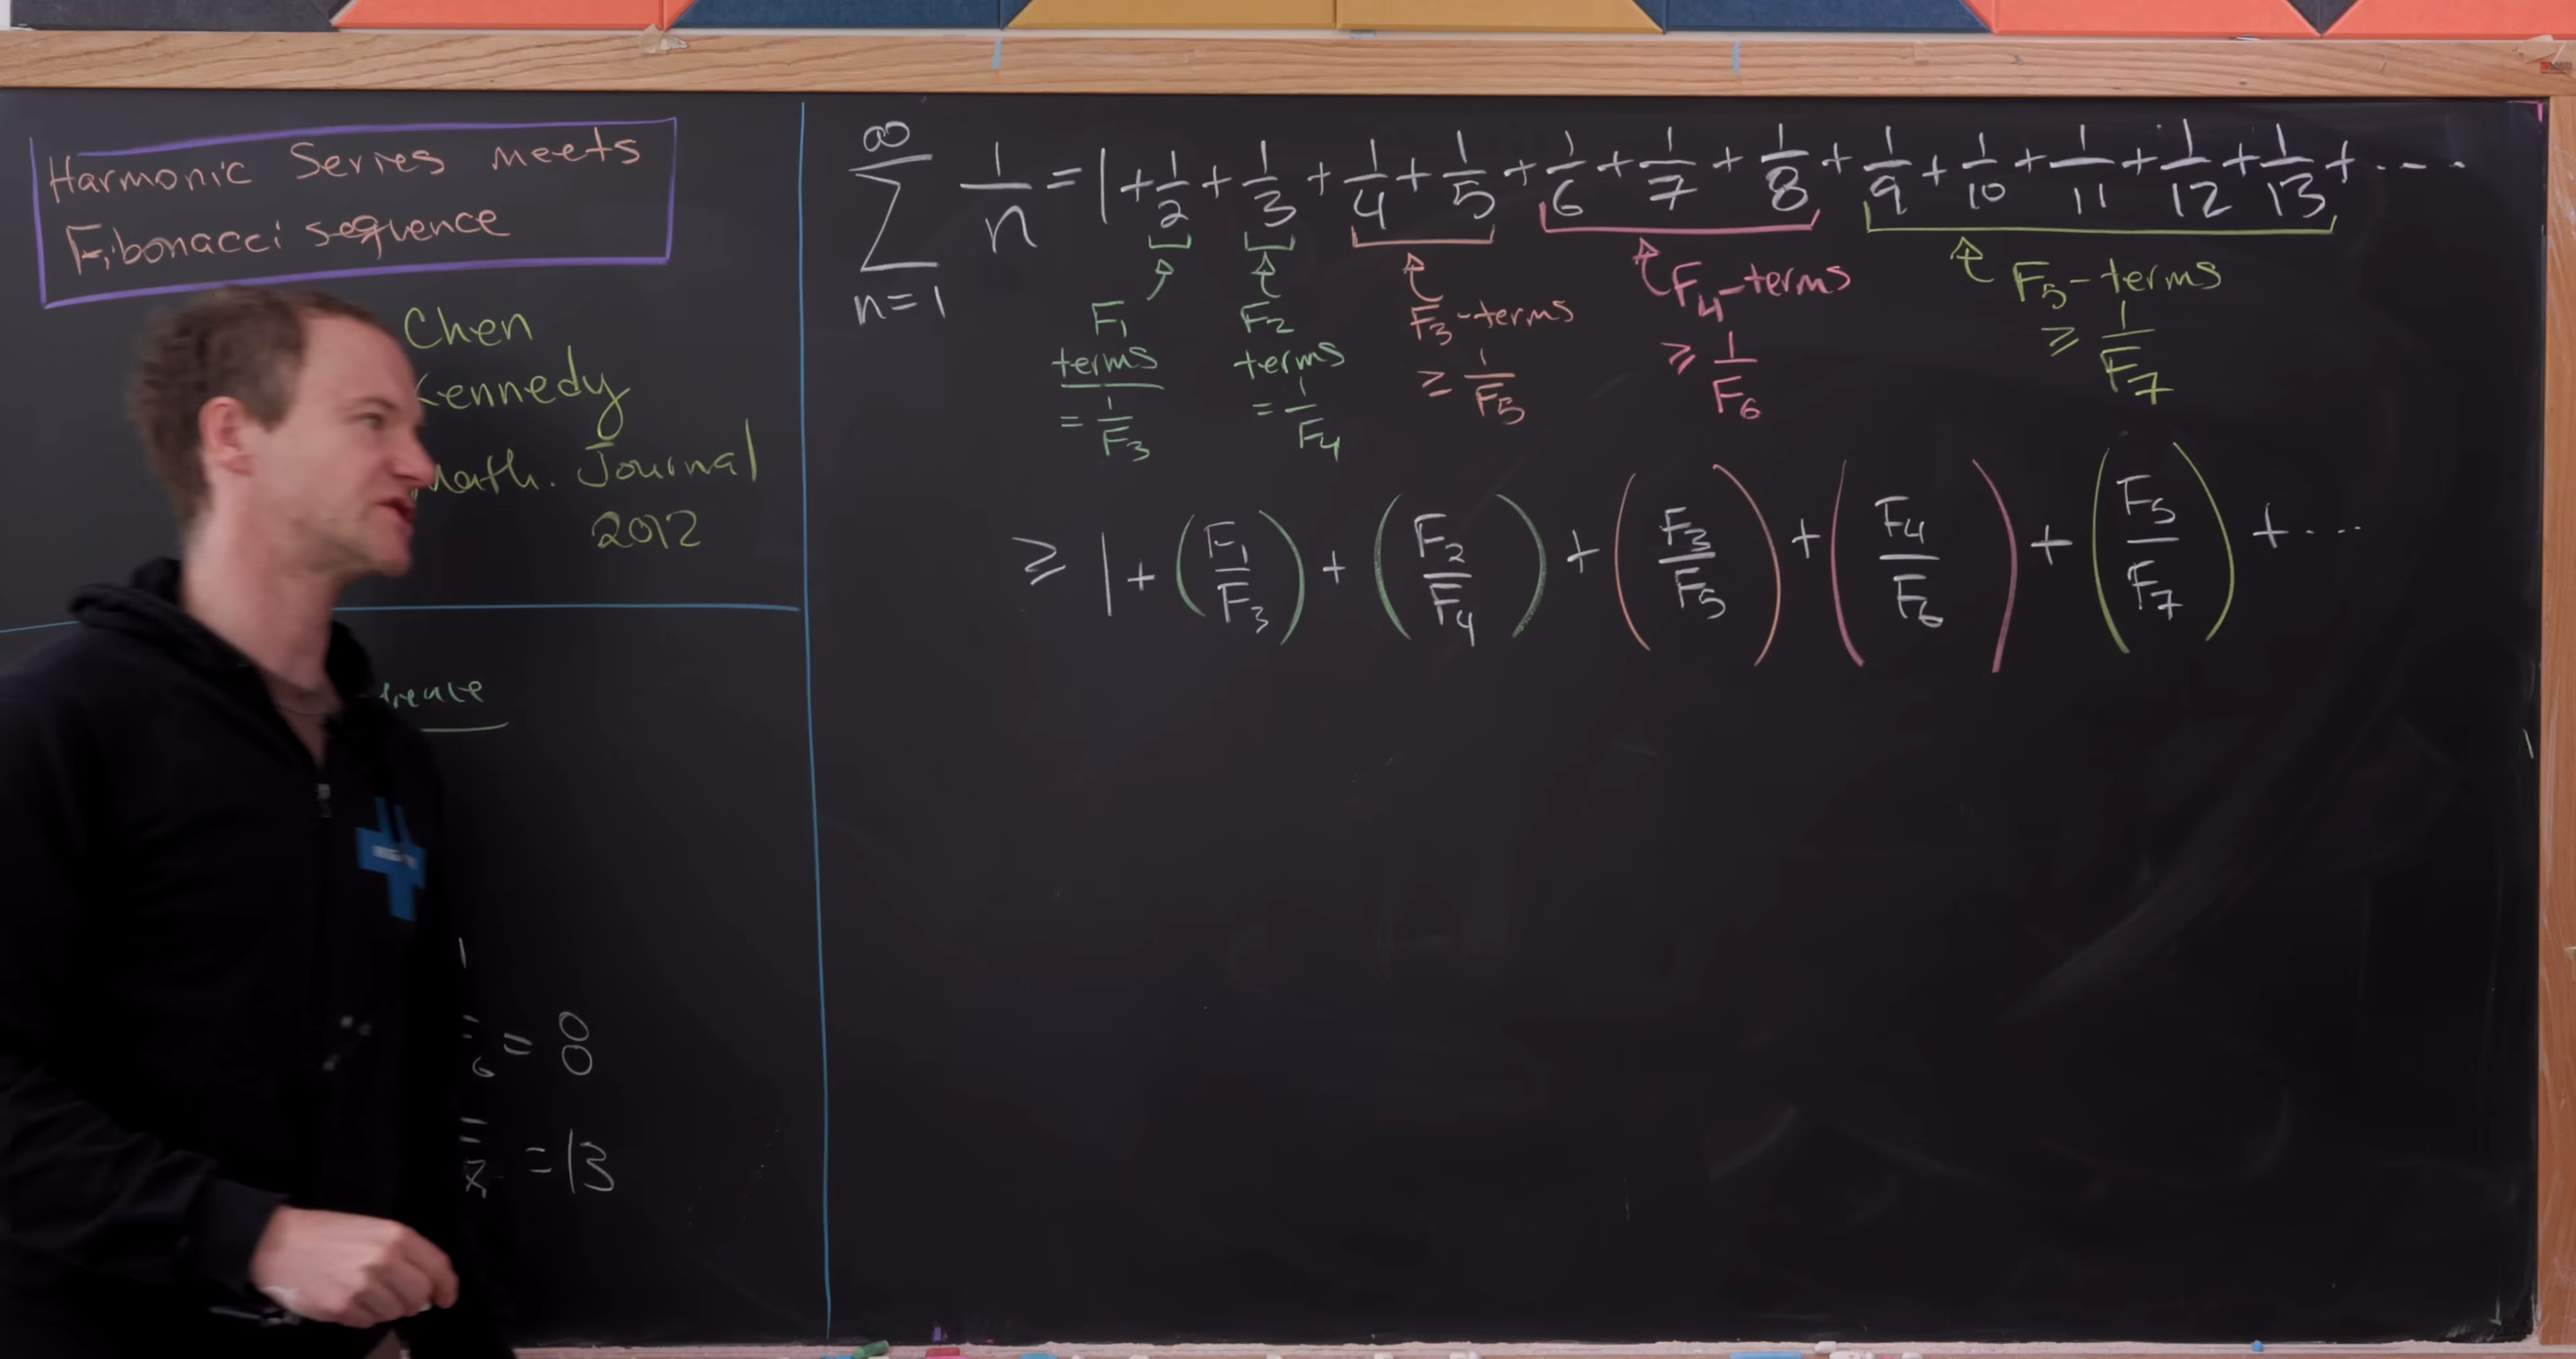 Harmonic Series meets
Fibonacci sequence
Chen
Kennedy
Math. Journal
2012
= 8
= 13
∞
∑ 1/n = 1 + 1/2 + 1/3 + 1/4 + 1/5 + 1/6 + 1/7 + 1/8 + 1/9 + 1/10 + 1/11 + 1/12 + 1/13 + ....
n=1
F₁ terms = 1/F₃
F₂ terms = 1/F₄
F₃-terms ≥ 1/F₅
F₄-terms ≥ 1/F₆
F₅-terms ≥ 1/F₇
≥ 1 + (F₁/F₃) + (F₂/F₄) + (F₃/F₅) + (F₄/F₆) + (F₅/F₇) + ....